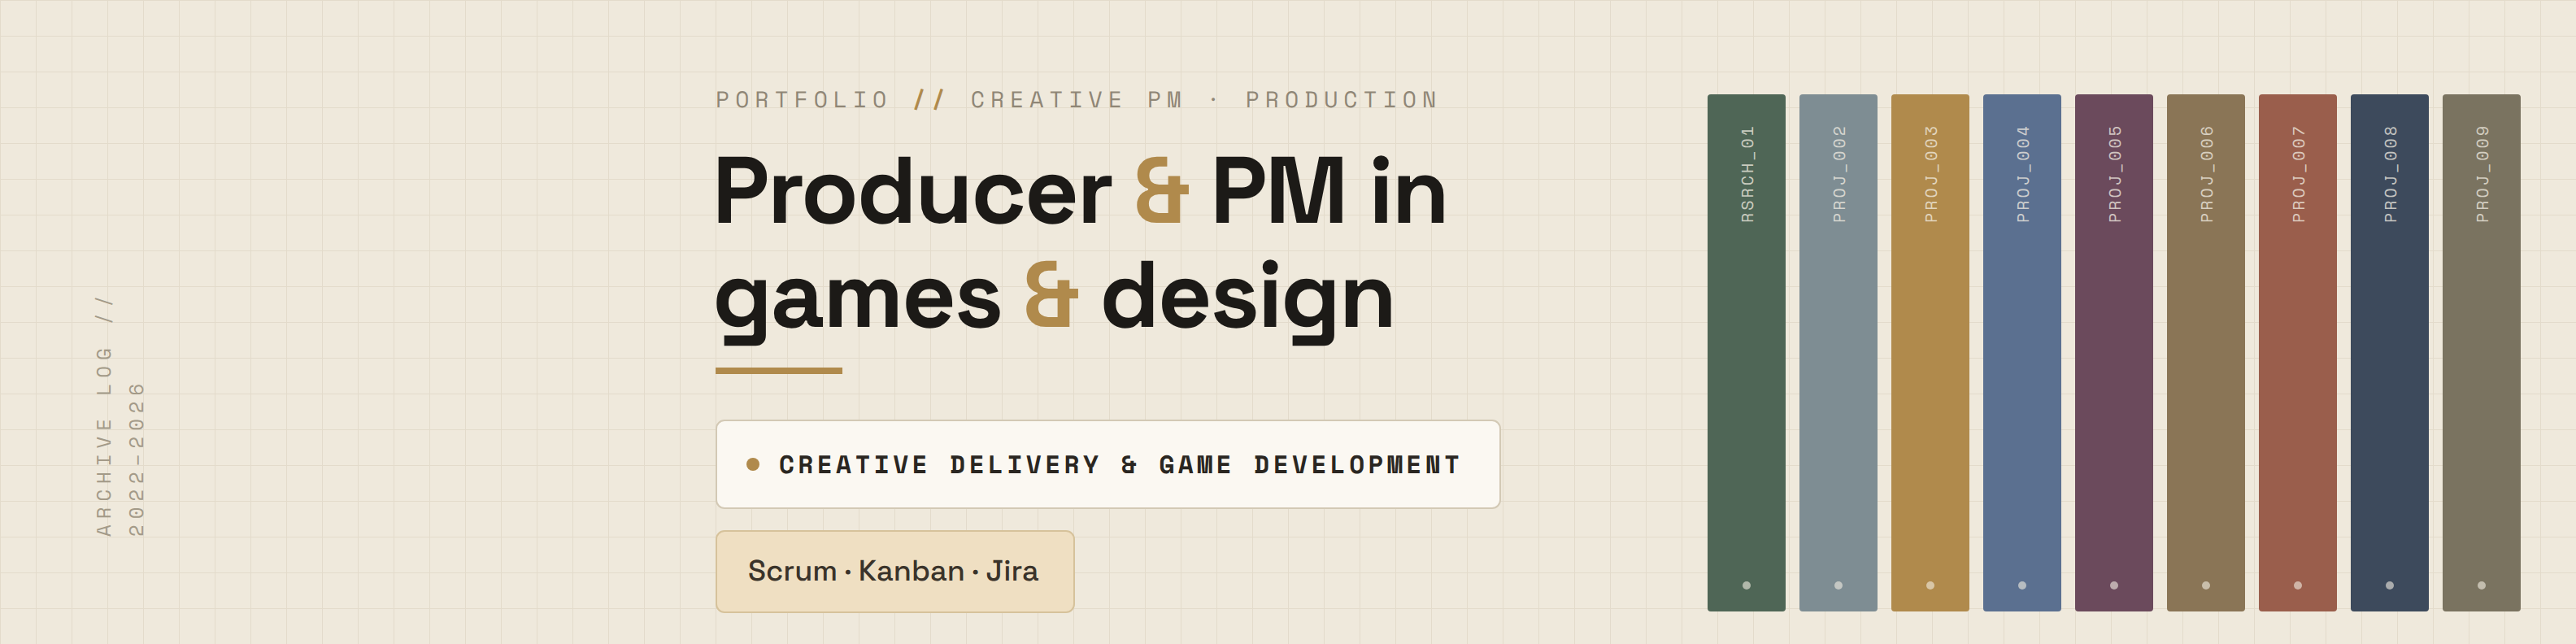 ARCHIVE LOG //
2022–2026
PORTFOLIO // CREATIVE PM · PRODUCTION
Producer & PM in
games & design
CREATIVE DELIVERY & GAME DEVELOPMENT
Scrum · Kanban · Jira
RSRCH_01
PROJ_002
PROJ_003
PROJ_004
PROJ_005
PROJ_006
PROJ_007
PROJ_008
PROJ_009